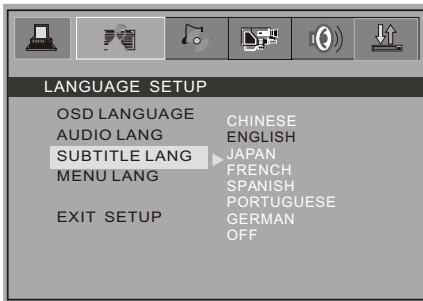 LANGUAGE SETUP
OSD LANGUAGE
AUDIO LANG
SUBTITLE LANG
MENU LANG
EXIT SETUP
CHINESE
ENGLISH
JAPAN
FRENCH
SPANISH
PORTUGUESE
GERMAN
OFF